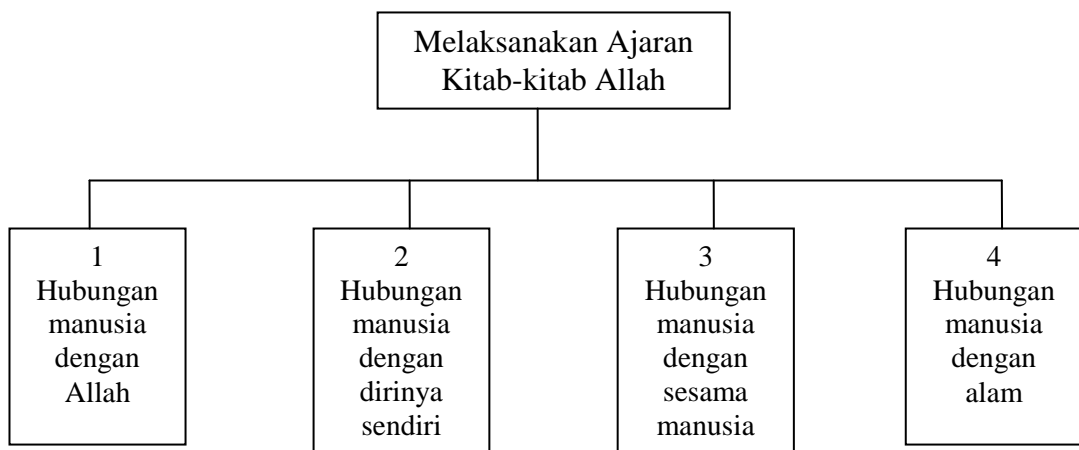 Melaksanakan Ajaran
Kitab-kitab Allah
1
Hubungan
manusia
dengan
Allah
2
Hubungan
manusia
dengan
dirinya
sendiri
3
Hubungan
manusia
dengan
sesama
manusia
4
Hubungan
manusia
dengan
alam